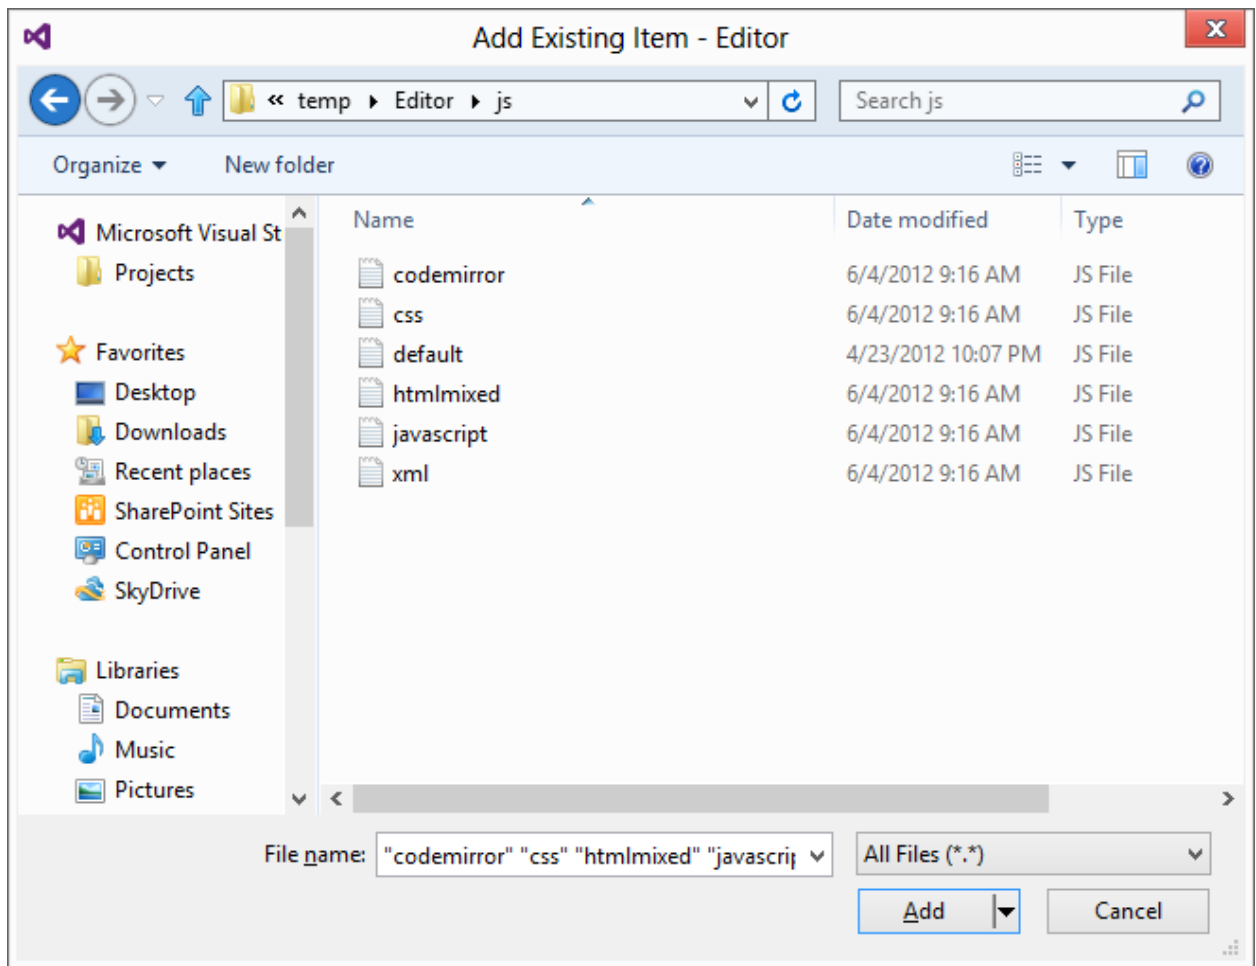 Add Existing Item - Editor
x
« temp Editor js
Search js
Organize New folder
Microsoft Visual St
Projects
Favorites
Desktop
Downloads
Recent places
SharePoint Sites
Control Panel
SkyDrive
Libraries
Documents
Music
Pictures
Name Date modified Type
codemirror 6/4/2012 9:16 AM JS File
css 6/4/2012 9:16 AM JS File
default 4/23/2012 10:07 PM JS File
htmlmixed 6/4/2012 9:16 AM JS File
javascript 6/4/2012 9:16 AM JS File
xml 6/4/2012 9:16 AM JS File
File name: "codemirror" "css" "htmlmixed" "javascrip All Files (*.*)
Add Cancel